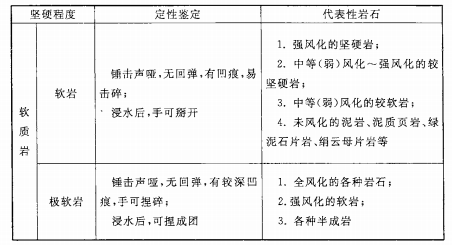 坚硬程度 定性鉴定 代表性岩石
软质岩
软岩
锤击声哑,无回弹,有凹痕,易
击碎;
浸水后,手可掰开
1. 强风化的坚硬岩;
2. 中等(弱)风化～强风化的较
坚硬岩;
3. 中等(弱)风化的较软岩;
4. 未风化的泥岩、泥质页岩、绿
泥石片岩、绢云母片岩等
极软岩
锤击声哑,无回弹,有较深凹
痕,手可捏碎;
浸水后,可捏成团
1. 全风化的各种岩石;
2.强风化的软岩;
3. 各种半成岩